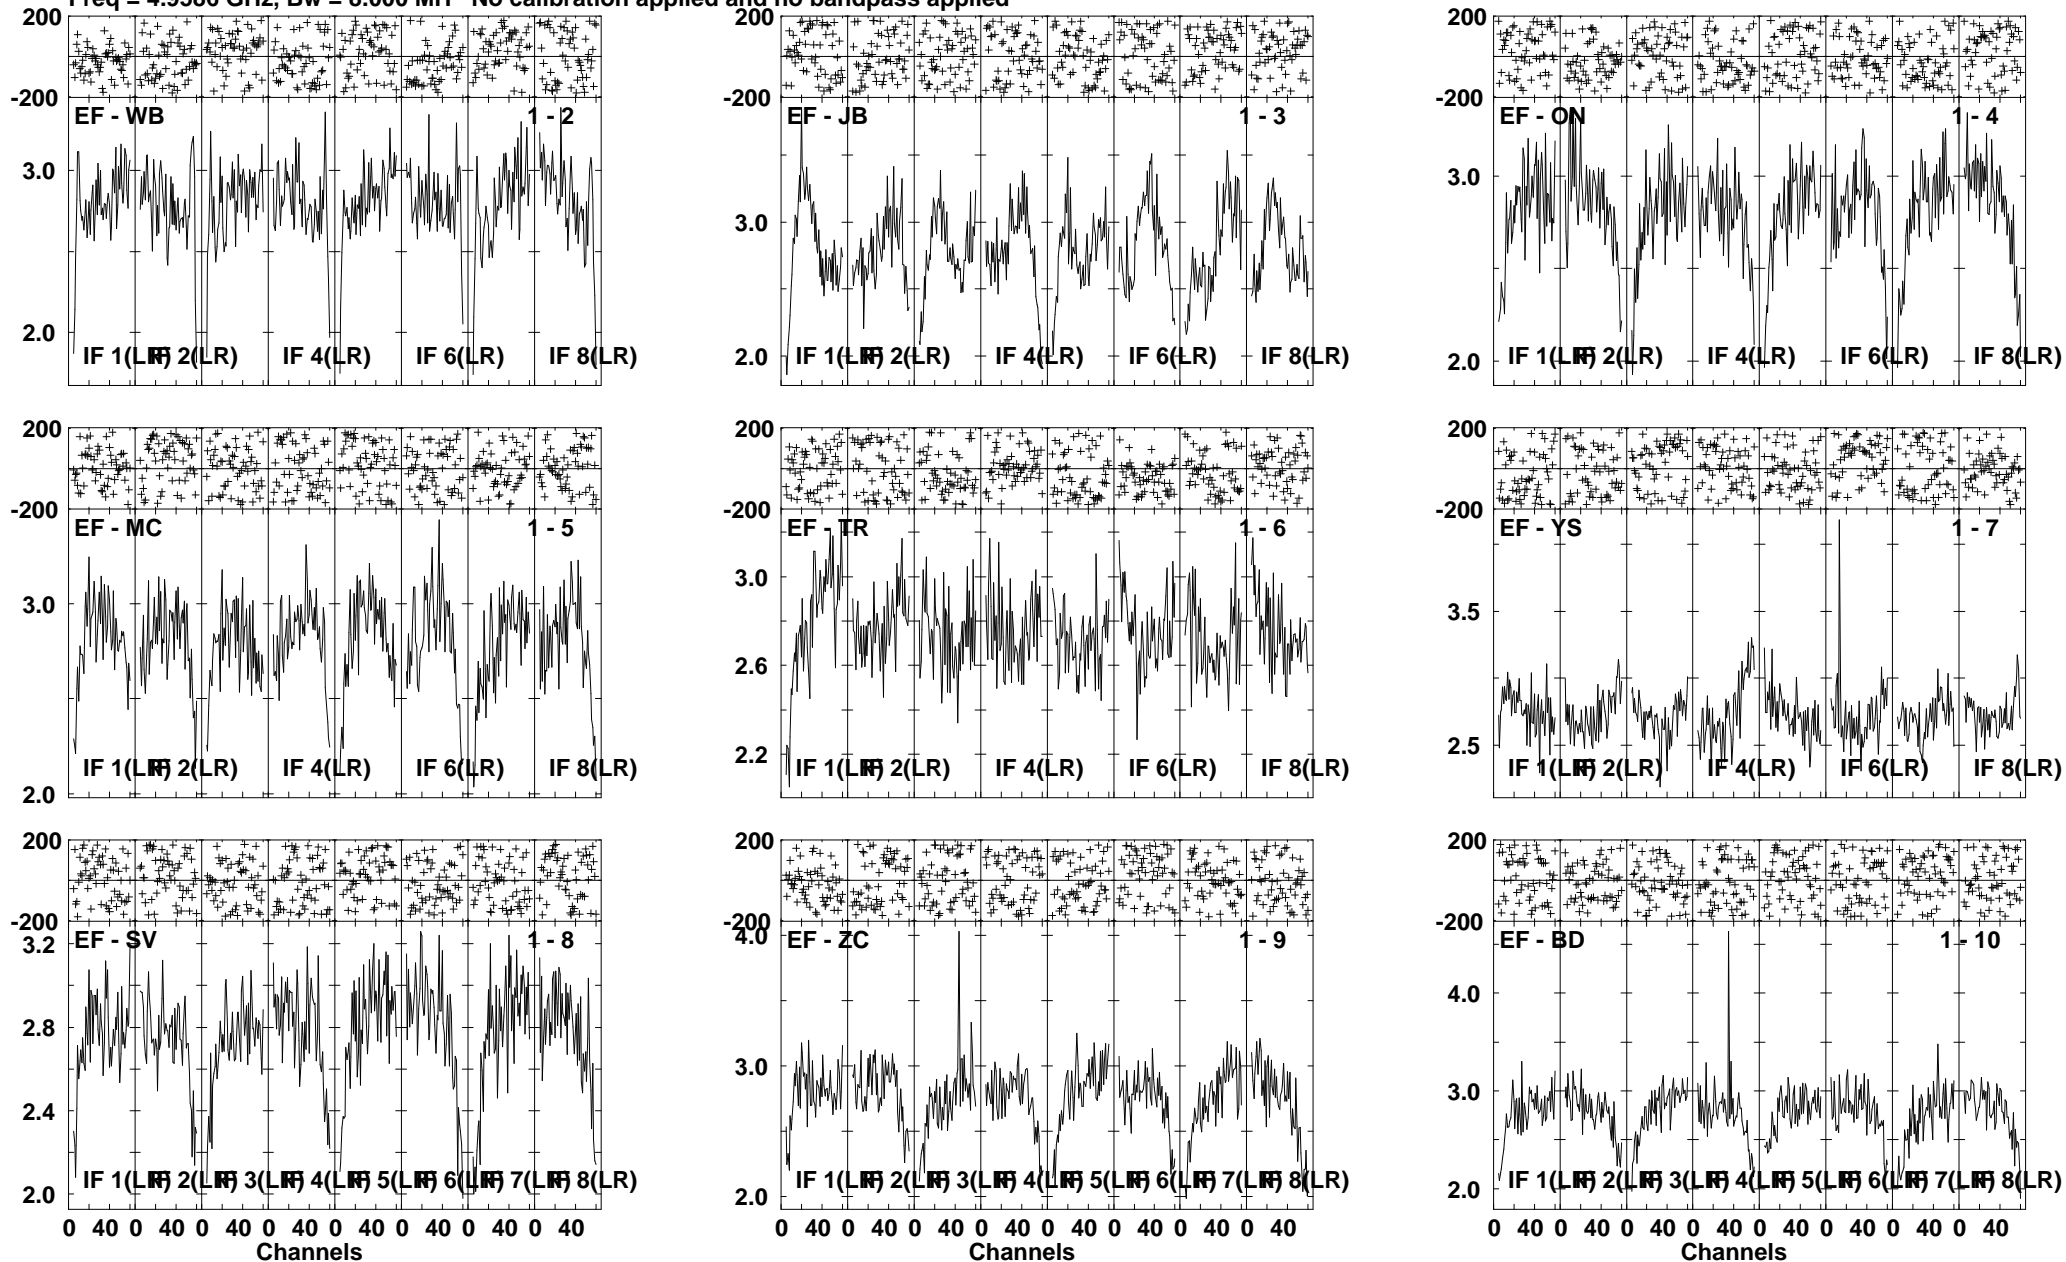 Freq = 4.9586 GHz, Bw = 8.000 MH No calibration applied and no bandpass applied
200
-200
EF - WB 1 - 2
3.0
2.0
IF 1(LR) IF 2(LR) IF 4(LR) IF 6(LR) IF 8(LR)
200
-200
EF - JB 1 - 3
3.0
2.0
IF 1(LR) IF 2(LR) IF 4(LR) IF 6(LR) IF 8(LR)
200
-200
EF - ON 1 - 4
3.0
2.0
IF 1(LR) IF 2(LR) IF 4(LR) IF 6(LR) IF 8(LR)
200
-200
EF - MC 1 - 5
3.0
2.0
IF 1(LR) IF 2(LR) IF 4(LR) IF 6(LR) IF 8(LR)
200
-200
EF - TR 1 - 6
3.0
2.6
2.2
IF 1(LR) IF 2(LR) IF 4(LR) IF 6(LR) IF 8(LR)
200
-200
EF - YS 1 - 7
3.5
2.5
IF 1(LR) IF 2(LR) IF 4(LR) IF 6(LR) IF 8(LR)
200
-200
EF - SV 1 - 8
3.2
2.8
2.4
2.0
IF 1(LR) IF 2(LR) IF 3(LR) IF 4(LR) IF 5(LR) IF 6(LR) IF 7(LR) IF 8(LR)
0 40 0 40 0 40 0 40 0 40 0 40 0 40 0 40
Channels
200
-200
4.0
EF - ZC 1 - 9
3.0
2.0
IF 1(LR) IF 2(LR) IF 3(LR) IF 4(LR) IF 5(LR) IF 6(LR) IF 7(LR) IF 8(LR)
0 40 0 40 0 40 0 40 0 40 0 40 0 40 0 40
Channels
200
-200
EF - BD 1 - 10
4.0
3.0
2.0
IF 1(LR) IF 2(LR) IF 3(LR) IF 4(LR) IF 5(LR) IF 6(LR) IF 7(LR) IF 8(LR)
0 40 0 40 0 40 0 40 0 40 0 40 0 40 0 40
Channels